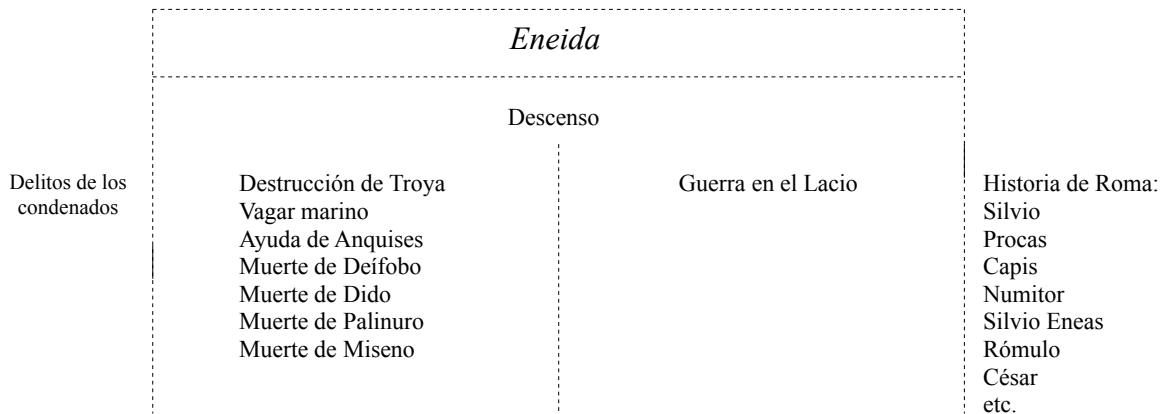 Eneida
Descenso
Delitos de los
condenados
Destrucción de Troya
Vagar marino
Ayuda de Anquises
Muerte de Deífobo
Muerte de Dido
Muerte de Palinuro
Muerte de Miseno
Guerra en el Lacio
Historia de Roma:
Silvio
Procas
Capis
Numitor
Silvio Eneas
Rómulo
César
etc.